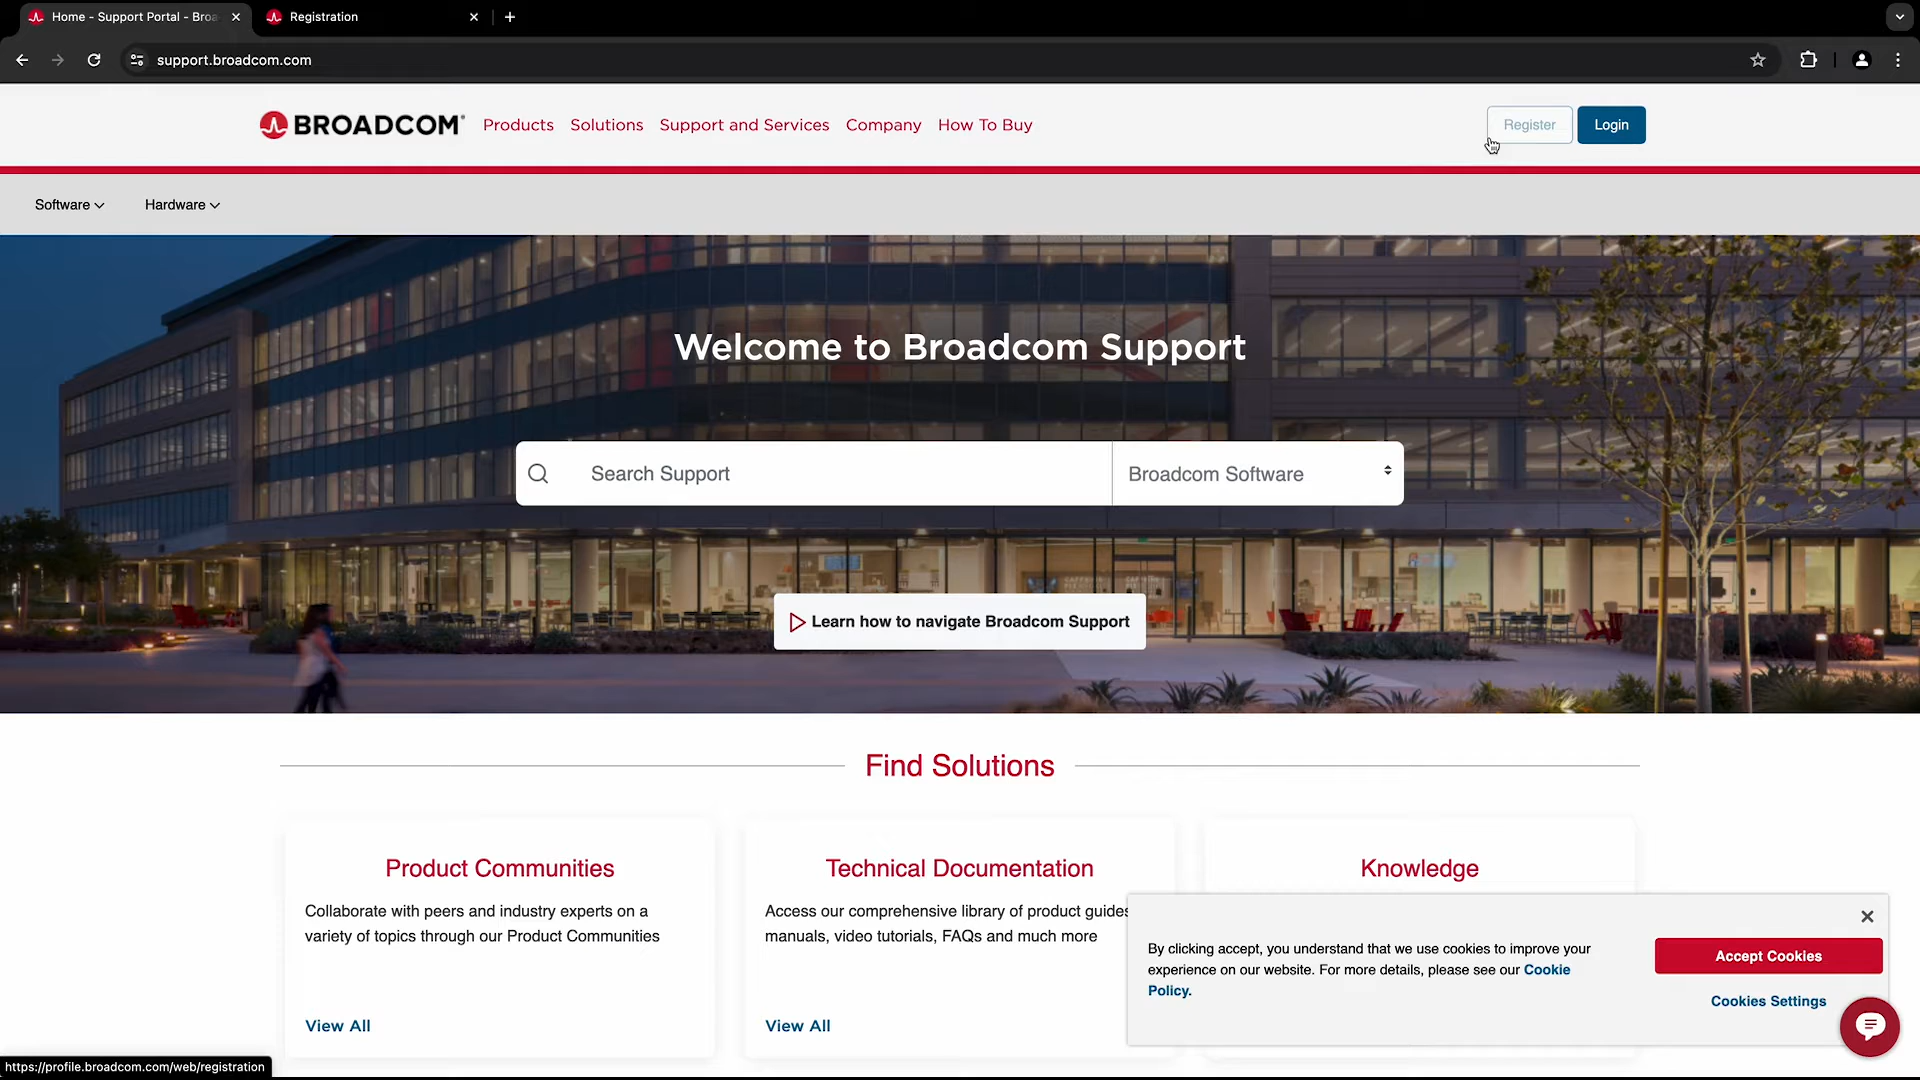 Home - Support Portal - Broa
Registration
support.broadcom.com
BROADCOM
Products
Solutions
Support and Services
Company
How To Buy
Register
Login
Software
Hardware
Welcome to Broadcom Support
Search Support
Broadcom Software
Learn how to navigate Broadcom Support
Find Solutions
Product Communities
Collaborate with peers and industry experts on a
variety of topics through our Product Communities
View All
Technical Documentation
Access our comprehensive library of product guides
manuals, video tutorials, FAQs and much more
View All
Knowledge
By clicking accept, you understand that we use cookies to improve your
experience on our website. For more details, please see our Cookie
Policy.
Accept Cookies
Cookies Settings
https://profile.broadcom.com/web/registration